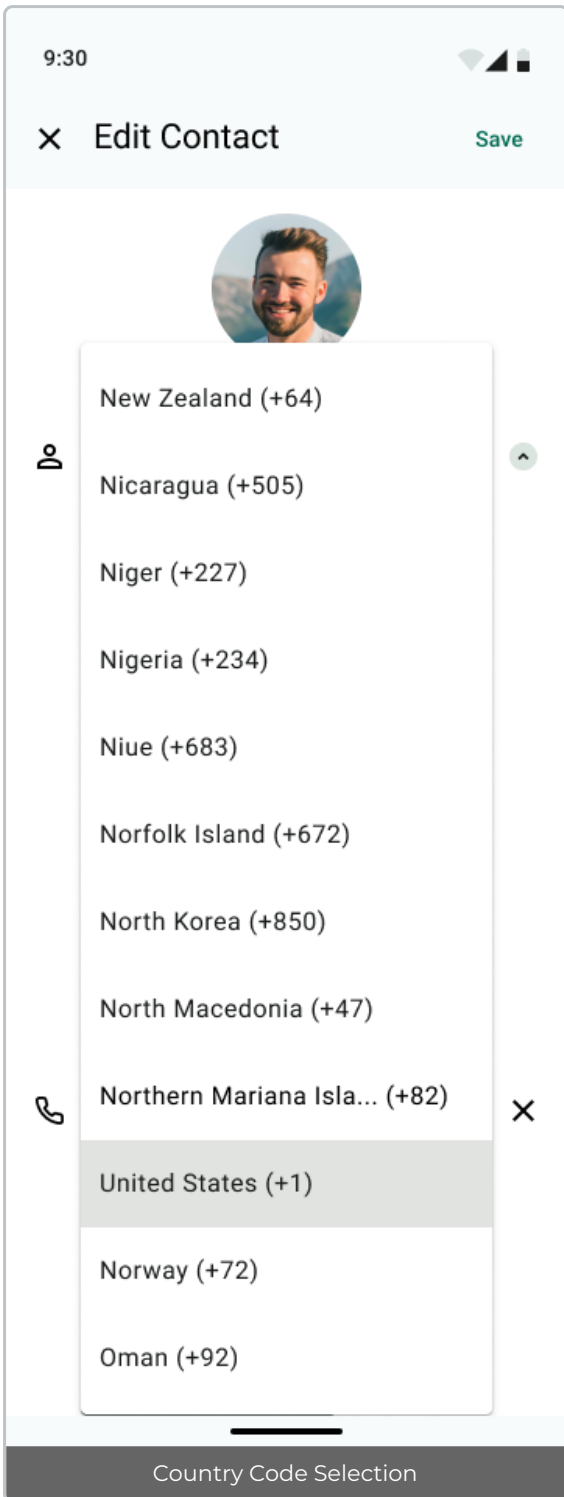 9:30
Edit Contact
Save
New Zealand (+64)
Nicaragua (+505)
Niger (+227)
Nigeria (+234)
Niue (+683)
Norfolk Island (+672)
North Korea (+850)
North Macedonia (+47)
Northern Mariana Isla... (+82)
United States (+1)
Norway (+72)
Oman (+92)
Country Code Selection